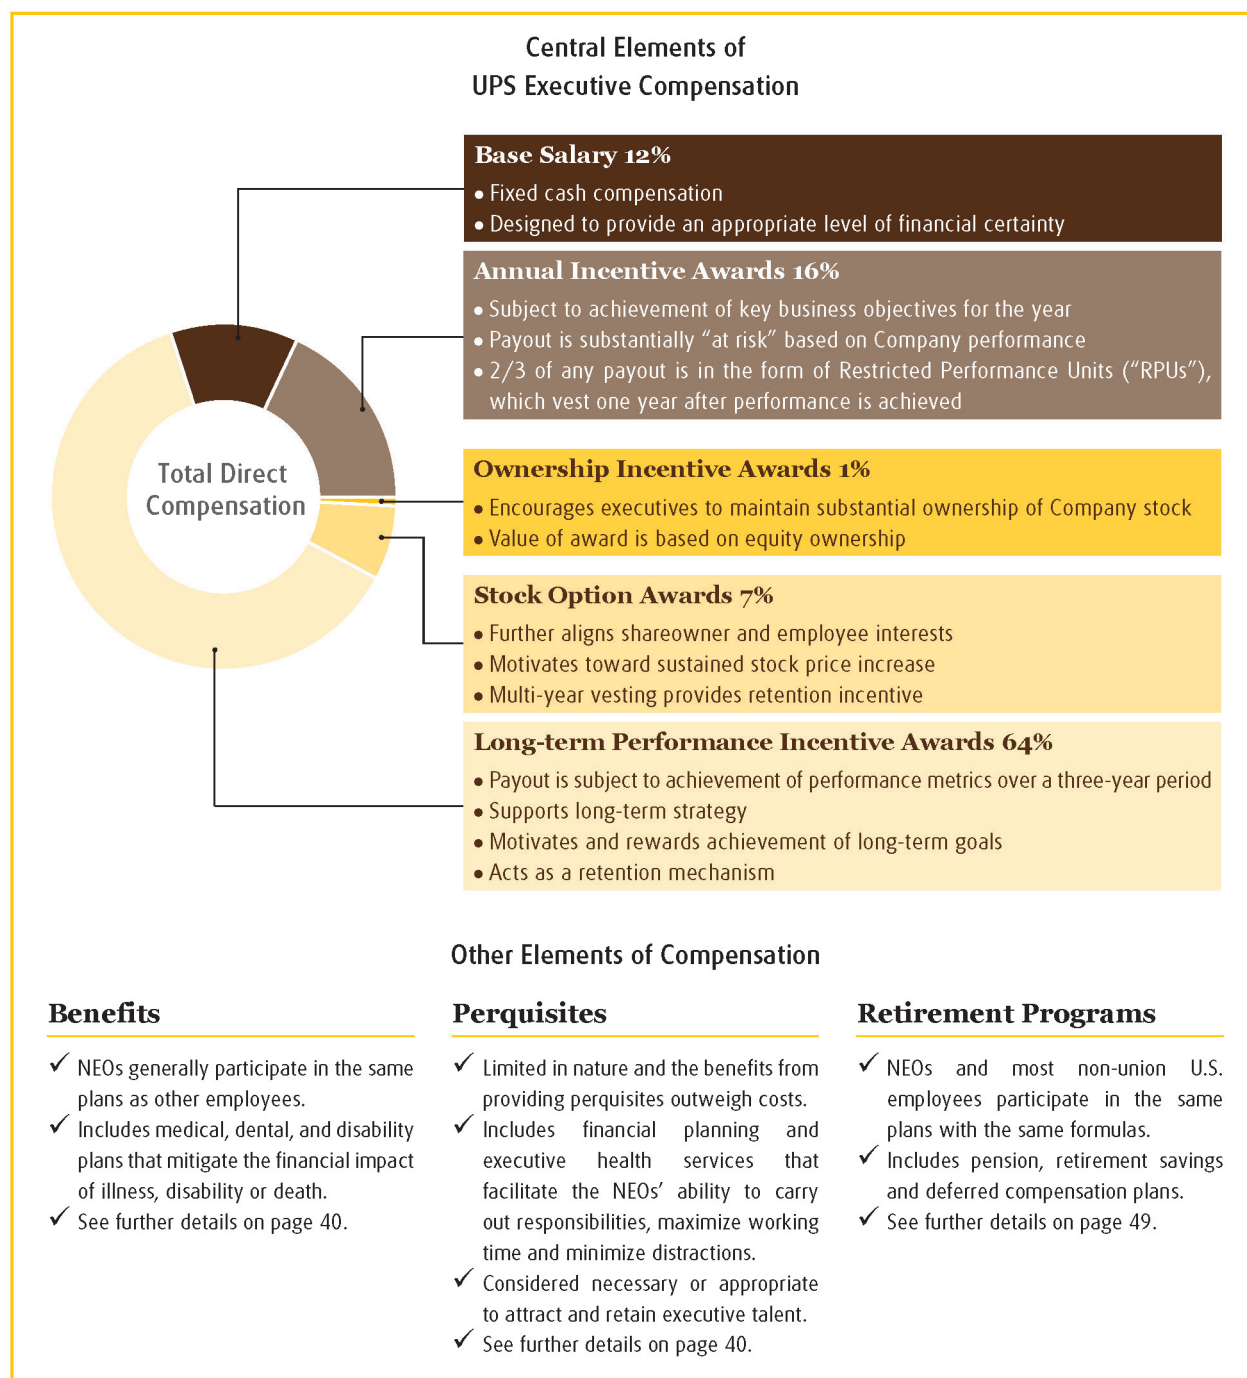 Central Elements of
UPS Executive Compensation
Base Salary 12%
• Fixed cash compensation
• Designed to provide an appropriate level of financial certainty
Annual Incentive Awards 16%
• Subject to achievement of key business objectives for the year
• Payout is substantially “at risk” based on Company performance
• 2/3 of any payout is in the form of Restricted Performance Units (“RPUs”),
which vest one year after performance is achieved
Total Direct
Compensation
Ownership Incentive Awards 1%
• Encourages executives to maintain substantial ownership of Company stock
• Value of award is based on equity ownership
Stock Option Awards 7%
• Further aligns shareowner and employee interests
• Motivates toward sustained stock price increase
• Multi-year vesting provides retention incentive
Long-term Performance Incentive Awards 64%
• Payout is subject to achievement of performance metrics over a three-year period
• Supports long-term strategy
• Motivates and rewards achievement of long-term goals
• Acts as a retention mechanism
Other Elements of Compensation
Benefits
✓ NEOs generally participate in the same
plans as other employees.
✓ Includes medical, dental, and disability
plans that mitigate the financial impact
of illness, disability or death.
✓ See further details on page 40.
Perquisites
✓ Limited in nature and the benefits from
providing perquisites outweigh costs.
✓ Includes financial planning and
executive health services that
facilitate the NEOs’ ability to carry
out responsibilities, maximize working
time and minimize distractions.
✓ Considered necessary or appropriate
to attract and retain executive talent.
✓ See further details on page 40.
Retirement Programs
✓ NEOs and most non-union U.S.
employees participate in the same
plans with the same formulas.
✓ Includes pension, retirement savings
and deferred compensation plans.
✓ See further details on page 49.